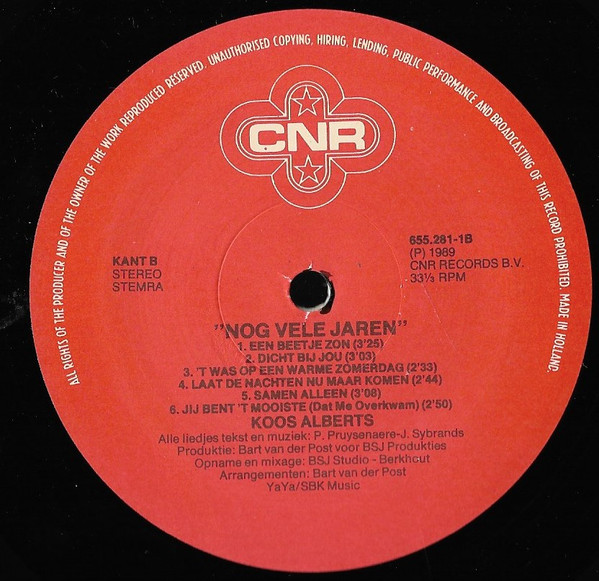 ALL RIGHTS OF THE PRODUCER AND OF THE OWNER OF THE WORK REPRODUCED RESERVED, UNAUTHORISED COPYING, HIRING, LENDING, PUBLIC PERFORMANCE AND BROADCASTING OF THIS RECORD PROHIBITED. MADE IN HOLLAND.
CNR
KANT B
STEREO
STEMRA
655.281-1B
(P) 1989
CNR RECORDS B.V.
33⅓ RPM
"NOG VELE JAREN"
1. EEN BEETJE ZON (3'25)
2. DICHT BIJ JOU (3'03)
3. 'T WAS OP EEN WARME ZOMERDAG (2'33)
4. LAAT DE NACHTEN NU MAAR KOMEN (2'44)
5. SAMEN ALLEEN (3'08)
6. JIJ BENT 'T MOOISTE (Dat Me Overkwam) (2'50)
KOOS ALBERTS
Alle liedjes tekst en muziek: P. Pruysenaere-J. Sybrands
Produktie: Bart van der Post voor BSJ Produkties
Opname en mixage: BSJ Studio - Berkhout
Arrangementen: Bart van der Post
YaYa/SBK Music